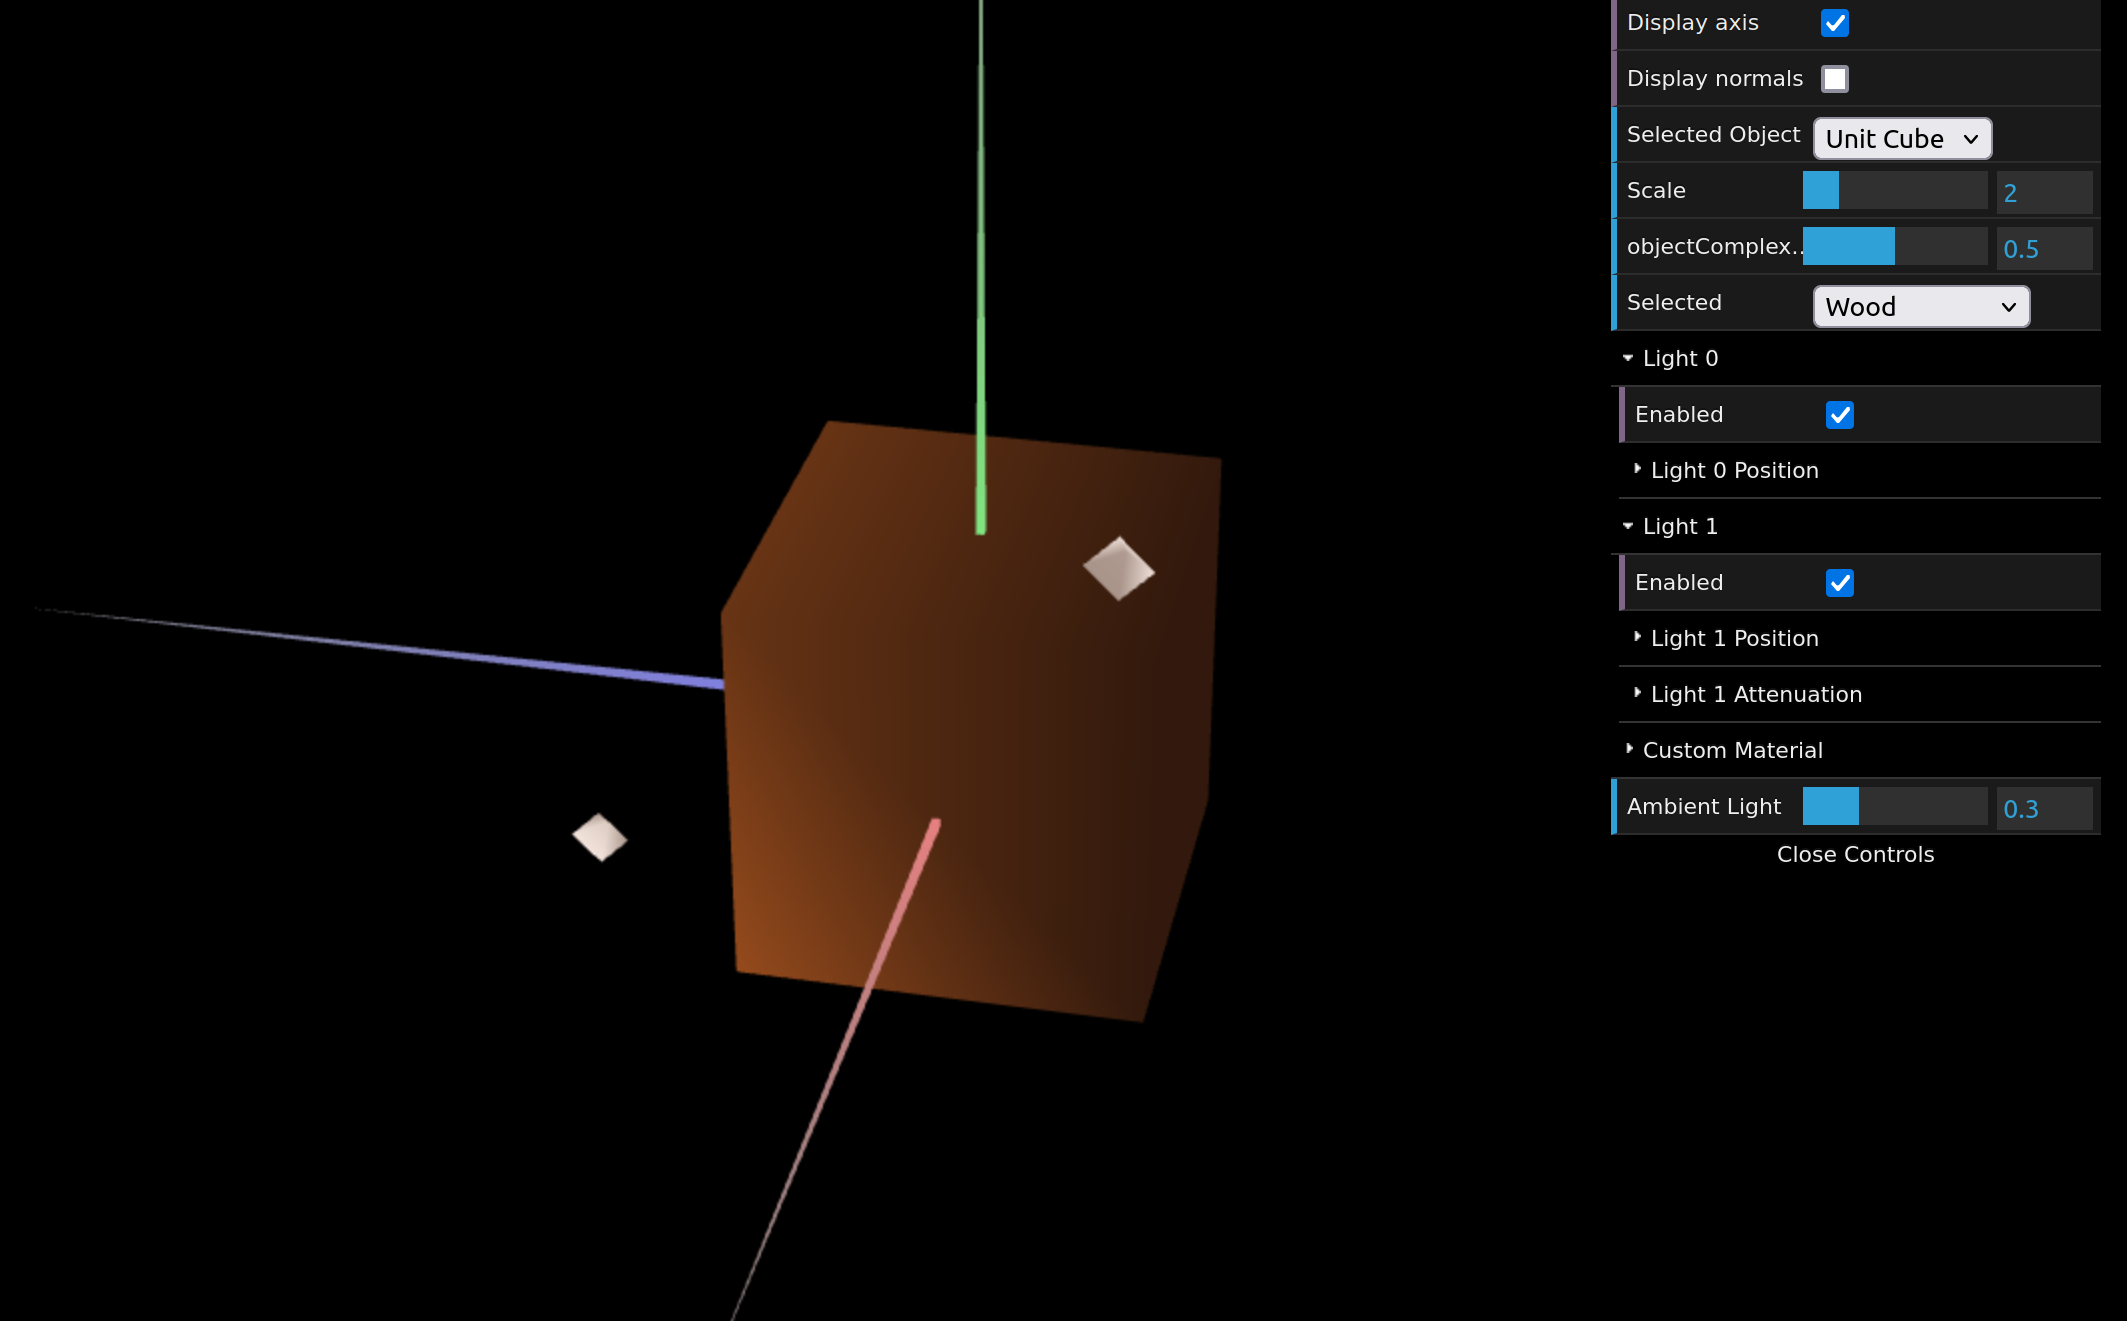 Display axis
Display normals
Selected Object Unit Cube
Scale 2
objectComplex.. 0.5
Selected Wood
Light 0
Enabled
Light 0 Position
Light 1
Enabled
Light 1 Position
Light 1 Attenuation
Custom Material
Ambient Light 0.3
Close Controls